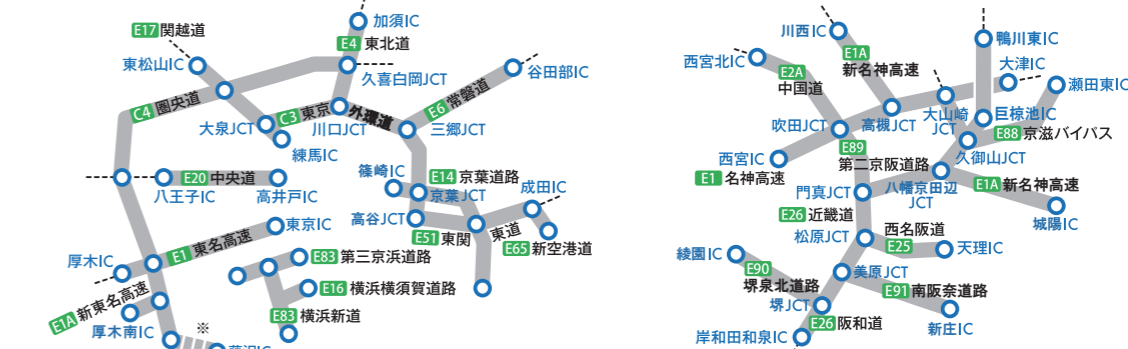 E17 関越道
加須IC
E4 東北道
東松山IC
久喜白岡JCT
谷田部IC
C4 圏央道
C3 東京外環道
E6 常磐道
大泉JCT
川口JCT
三郷JCT
練馬IC
篠崎IC
E14 京葉道路
E20 中央道
八王子IC
高井戸IC
京葉JCT
成田IC
高谷JCT
東京IC
E51 東関東道
E65 新空港道
E1 東名高速
厚木IC
E83 第三京浜道路
E1A 新東名高速
E16 横浜横須賀道路
厚木南IC
※
E83 横浜新道
川西IC
鴨川東IC
西宮北IC
E1A
新名神高速
大津IC
E2A
中国道
瀬田東IC
吹田JCT
高槻JCT
大山崎
JCT
巨椋池IC
E88 京滋バイパス
E89
第二京阪道路
久御山JCT
西宮IC
E1 名神高速
門真JCT
八幡京田辺
JCT
E1A 新名神高速
城陽IC
E26 近畿道
松原JCT
西名阪道
E25
天理IC
綾園IC
E90
堺泉北道路
美原JCT
E91 南阪奈道路
堺JCT
E26 阪和道
新庄IC
岸和田和泉IC